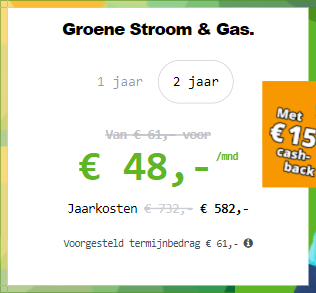 Groene Stroom & Gas.
1 jaar 2 jaar
Van € 61,- voor
€ 48,- /mnd
Jaarkosten € 732,- € 582,-
Voorgesteld termijnbedrag € 61,-
Met
€ 15
cash-
back